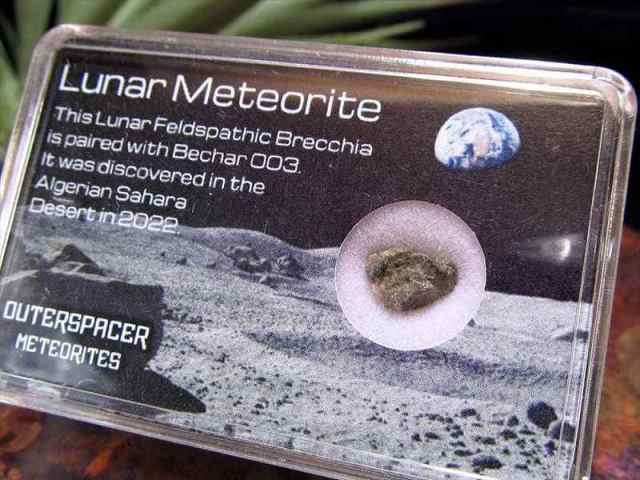 Lunar Meteorite
This Lunar Feldspathic Brecchia
is paired with Bechar 003.
It was discovered in the
Algerian Sahara
Desert in 2022.
OUTERSPACER
METEORITES